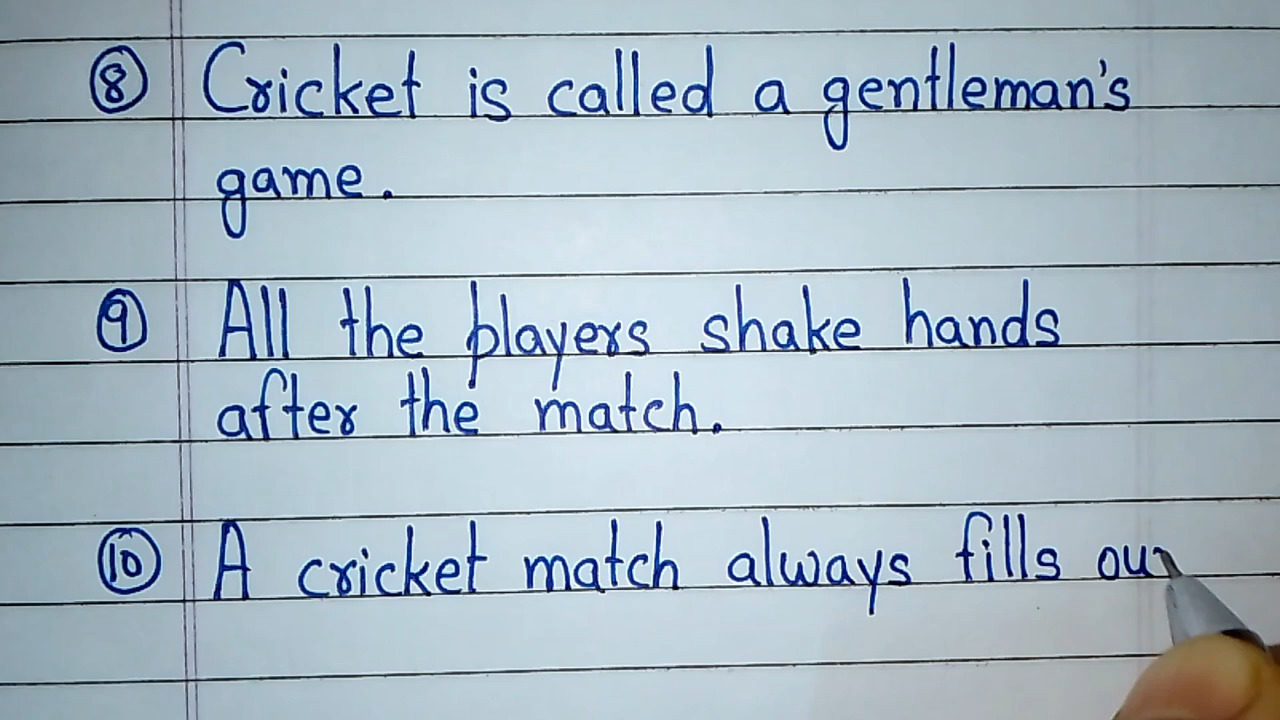 ⑧ Cricket is called a gentleman's
game.
⑨ All the players shake hands
after the match.
⑩ A cricket match always fills our